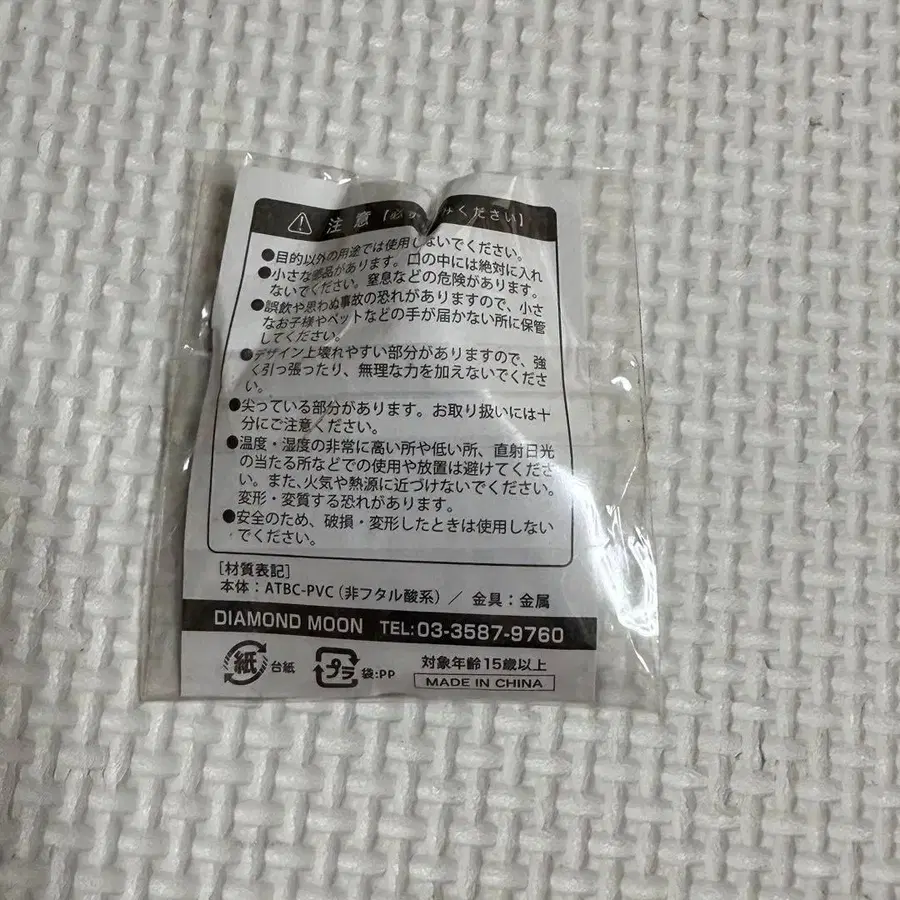 注意【必ずお読みください】
●目的以外の用途では使用しないでください。
●小さな部品があります。口の中には絶対に入れ
ないでください。窒息などの危険があります。
●誤飲や思わぬ事故の恐れがありますので、小さ
なお子様やペットなどの手が届かない所に保管
してください。
●デザイン上壊れやすい部分がありますので、強
く引っ張ったり、無理な力を加えないでくださ
い。
●尖っている部分があります。お取り扱いには十
分にご注意ください。
●温度・湿度の非常に高い所や低い所、直射日光
の当たる所などでの使用や放置は避けてくださ
い。また、火気や熱源に近づけないでください。
変形・変質する恐れがあります。
●安全のため、破損・変形したときは使用しない
でください。
[材質表記]
本体：ATBC-PVC（非フタル酸系）／ 金具：金属
DIAMOND MOON TEL:03-3587-9760
紙 台紙 プラ 袋:PP 対象年齢15歳以上
MADE IN CHINA